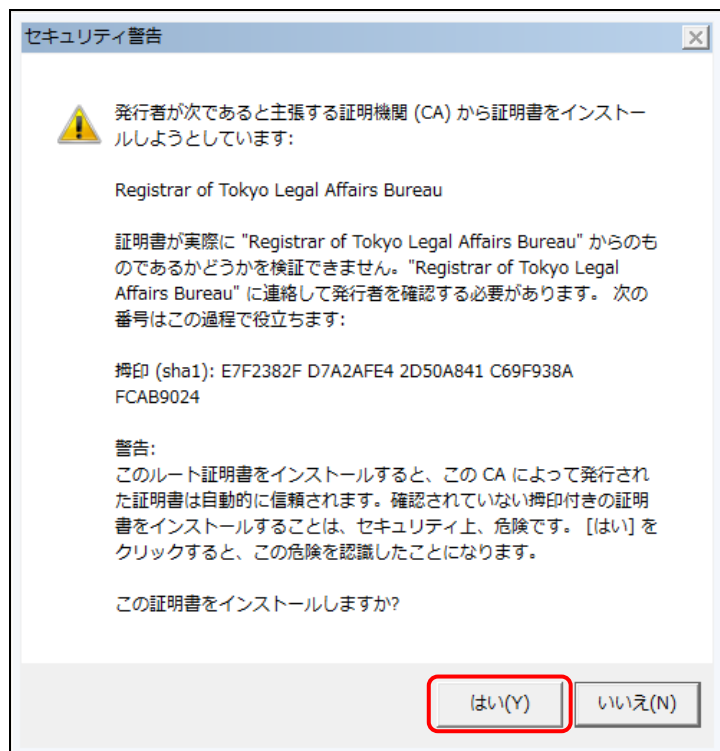 セキュリティ警告
発行者が次であると主張する証明機関 (CA) から証明書をインストー
ルしようとしています:
Registrar of Tokyo Legal Affairs Bureau
証明書が実際に "Registrar of Tokyo Legal Affairs Bureau" からのも
のであるかどうかを検証できません。"Registrar of Tokyo Legal
Affairs Bureau" に連絡して発行者を確認する必要があります。 次の
番号はこの過程で役立ちます:
拇印 (sha1): E7F2382F D7A2AFE4 2D50A841 C69F938A
FCAB9024
警告:
このルート証明書をインストールすると、この CA によって発行され
た証明書は自動的に信頼されます。確認されていない拇印付きの証明
書をインストールすることは、セキュリティ上、危険です。 [はい] を
クリックすると、この危険を認識したことになります。
この証明書をインストールしますか?
はい(Y)
いいえ(N)